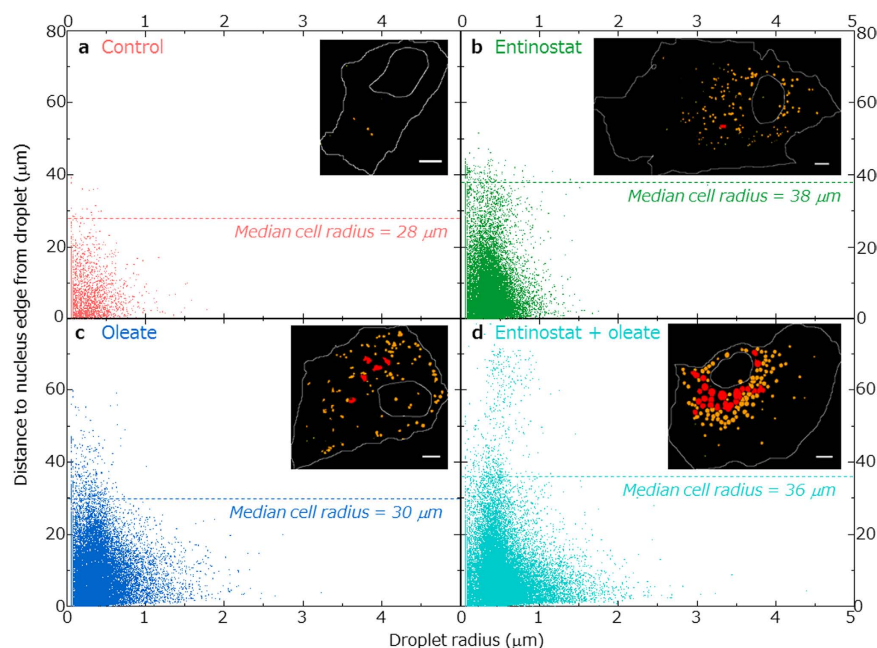 0 1 2 3 4 0 1 2 3 4 5
a Control
b Entinostat
80 80
60 60
40 40
Median cell radius = 28 μm
Median cell radius = 38 μm
20 20
0 0
c Oleate
d Entinostat + oleate
60 60
40 40
Median cell radius = 30 μm
Median cell radius = 36 μm
20 20
0 0
0 1 2 3 4 0 1 2 3 4 5
Distance to nucleus edge from droplet (μm)
Droplet radius (μm)